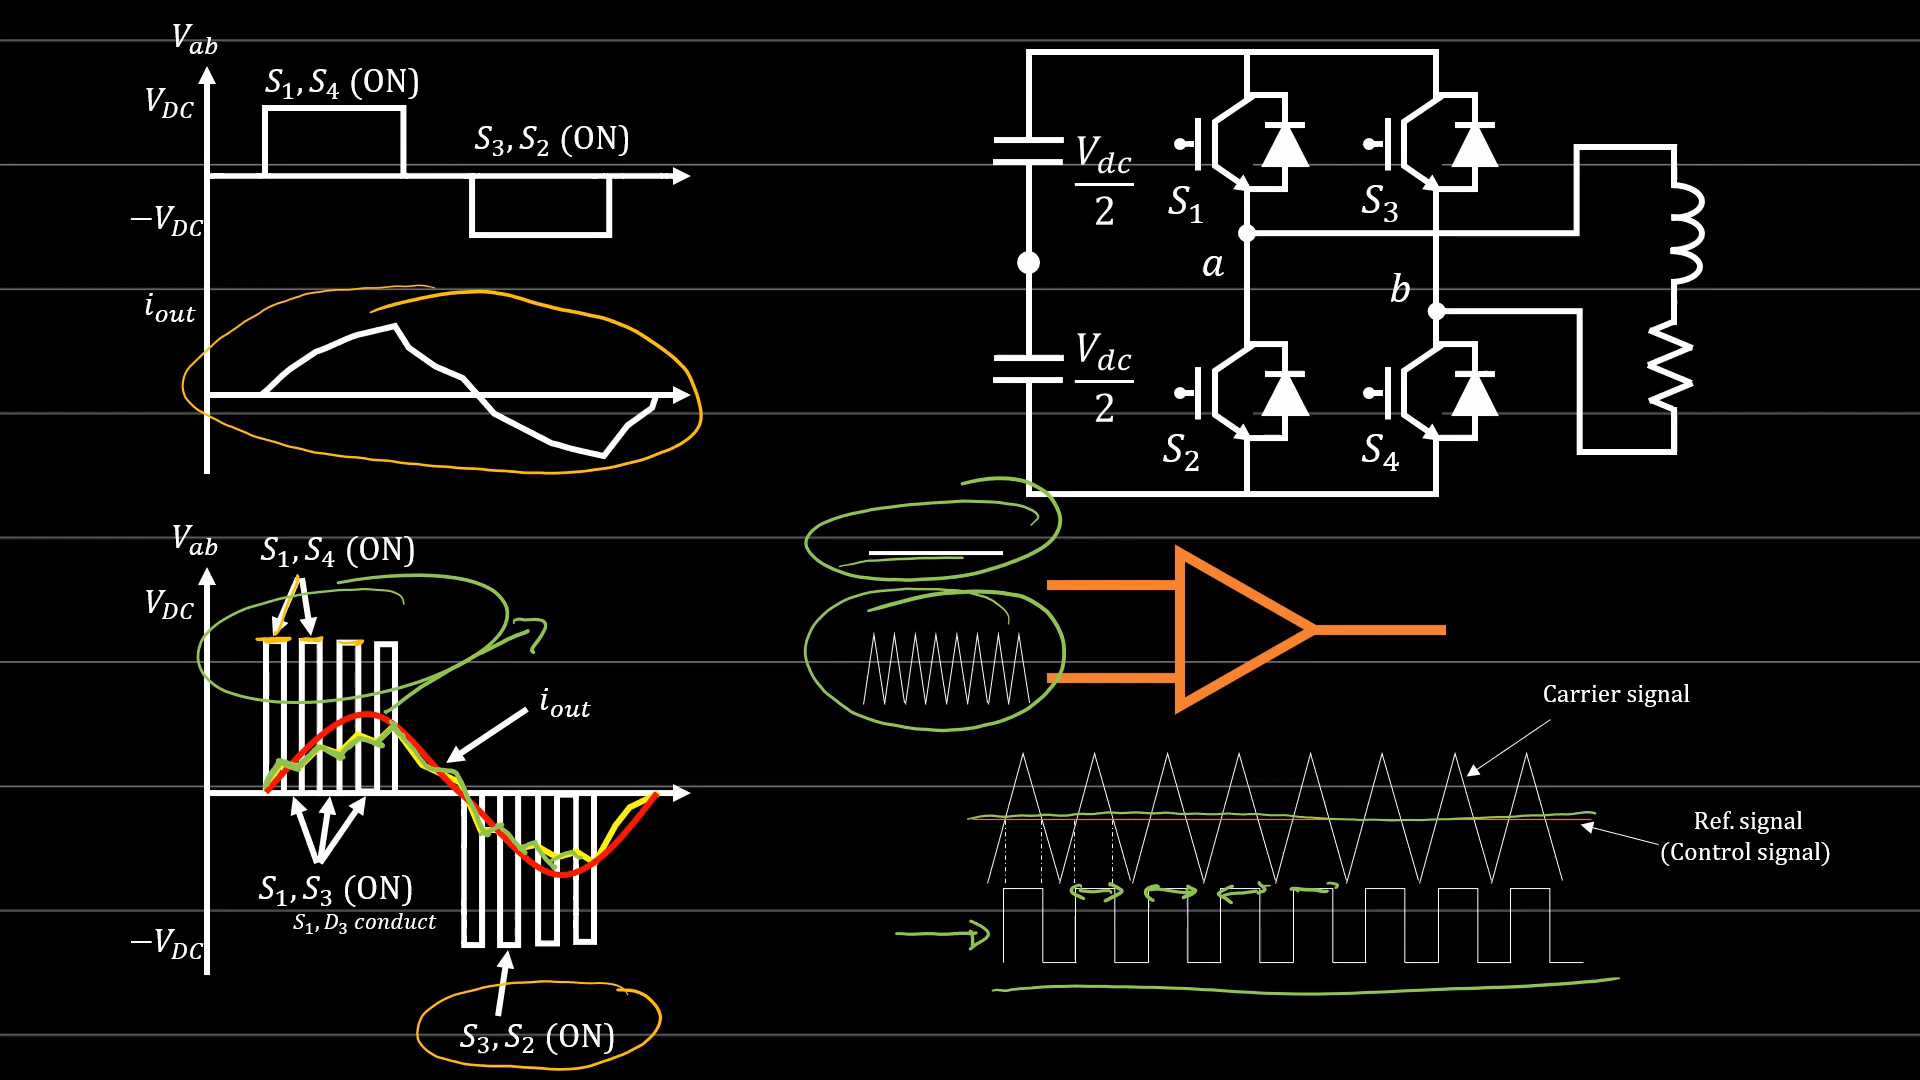 V_ab
V_DC
S_1, S_4 (ON)
S_3, S_2 (ON)
−V_DC
i_out
V_dc
2
S_1
S_3
a
b
V_dc
2
S_2
S_4
V_ab
S_1, S_4 (ON)
V_DC
i_out
S_1, S_3 (ON)
S_1, D_3 conduct
−V_DC
S_3, S_2 (ON)
Carrier signal
Ref. signal
(Control signal)